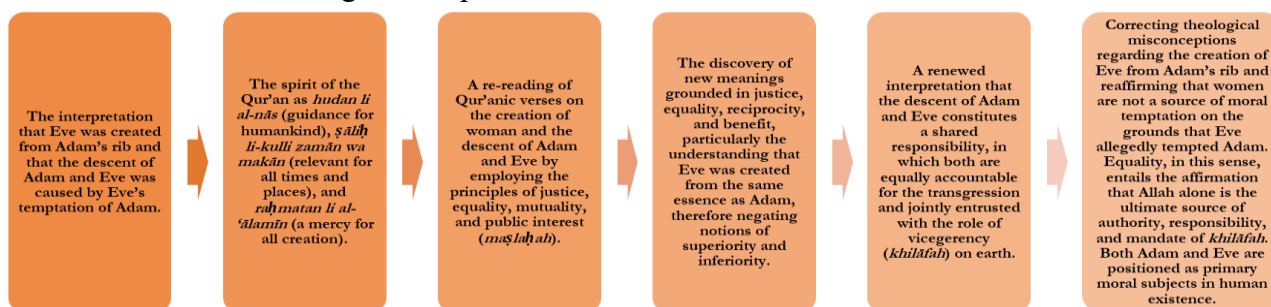 The interpretation
that Eve was created
from Adam’s rib and
that the descent of
Adam and Eve was
caused by Eve’s
temptation of Adam.
The spirit of the
Qur’an as hudan li
al-nās (guidance for
humankind), ṣāliḥ
li-kulli zamān wa
makān (relevant for
all times and
places), and
raḥmatan li al-
‘ālamīn (a mercy for
all creation).
A re-reading of
Qur’anic verses on
the creation of
woman and the
descent of Adam
and Eve by
employing the
principles of justice,
equality, mutuality,
and public interest
(maṣlaḥah).
The discovery of
new meanings
grounded in justice,
equality, reciprocity,
and benefit,
particularly the
understanding that
Eve was created
from the same
essence as Adam,
therefore negating
notions of
superiority and
inferiority.
A renewed
interpretation that
the descent of Adam
and Eve constitutes
a shared
responsibility, in
which both are
equally accountable
for the transgression
and jointly entrusted
with the role of
vicegerency
(khilāfah) on earth.
Correcting theological
misconceptions
regarding the creation of
Eve from Adam’s rib and
reaffirming that women
are not a source of moral
temptation on the
grounds that Eve
allegedly tempted Adam.
Equality, in this sense,
entails the affirmation
that Allah alone is the
ultimate source of
authority, responsibility,
and mandate of khilāfah.
Both Adam and Eve are
positioned as primary
moral subjects in human
existence.